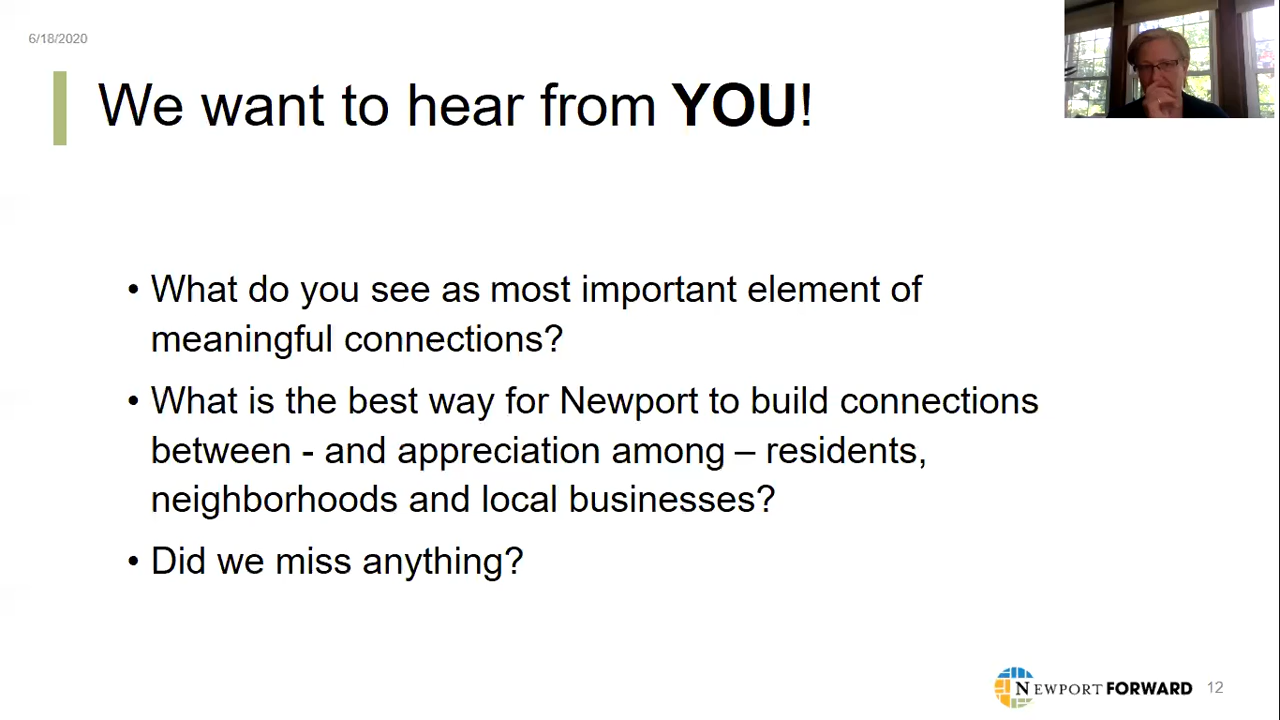 6/18/2020
We want to hear from YOU!
• What do you see as most important element of
meaningful connections?
• What is the best way for Newport to build connections
between - and appreciation among – residents,
neighborhoods and local businesses?
• Did we miss anything?
NEWPORT FORWARD 12